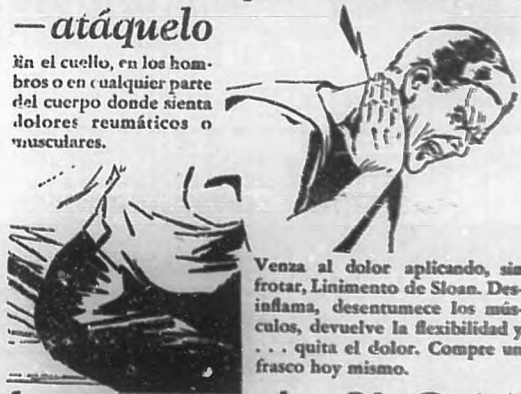 —atáquelo
En el cuello, en los hom-
bros o en cualquier parte
del cuerpo donde sienta
dolores reumáticos o
musculares.
Venza al dolor aplicando, sin
frotar, Linimento de Sloan. Des-
inflama, desentumece los mús-
culos, devuelve la flexibilidad y
. . . quita el dolor. Compre un
frasco hoy mismo.